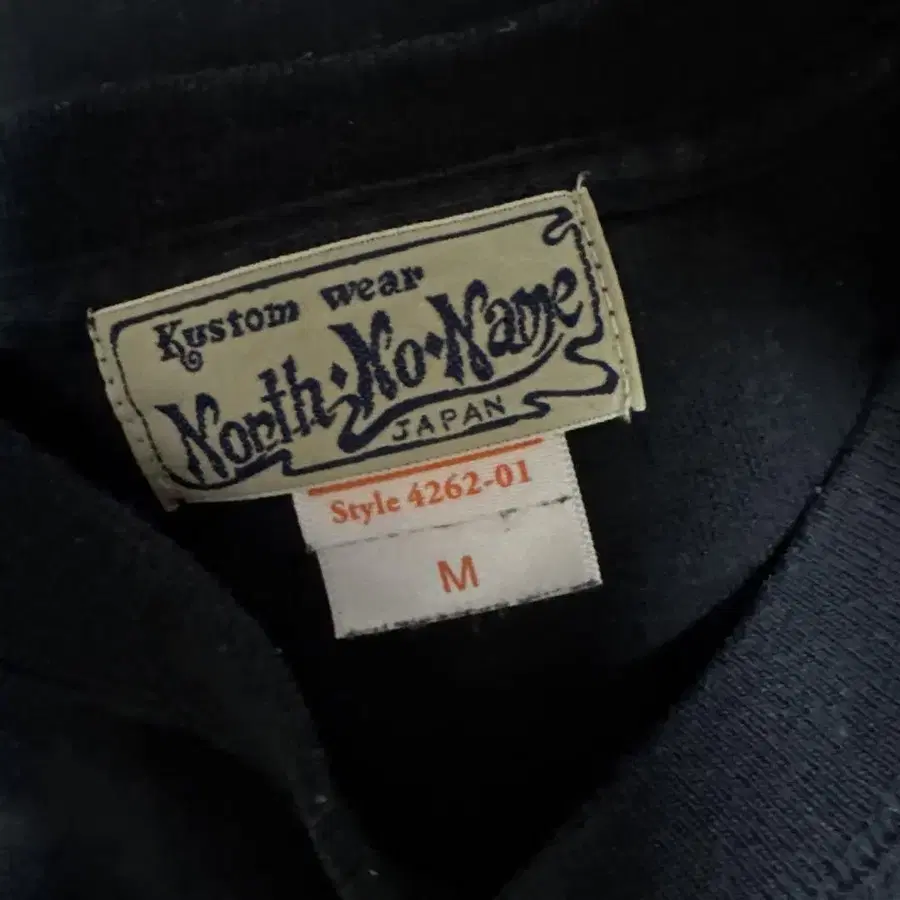 Kustom wear
North·No·Name
JAPAN
Style 4262-01
M